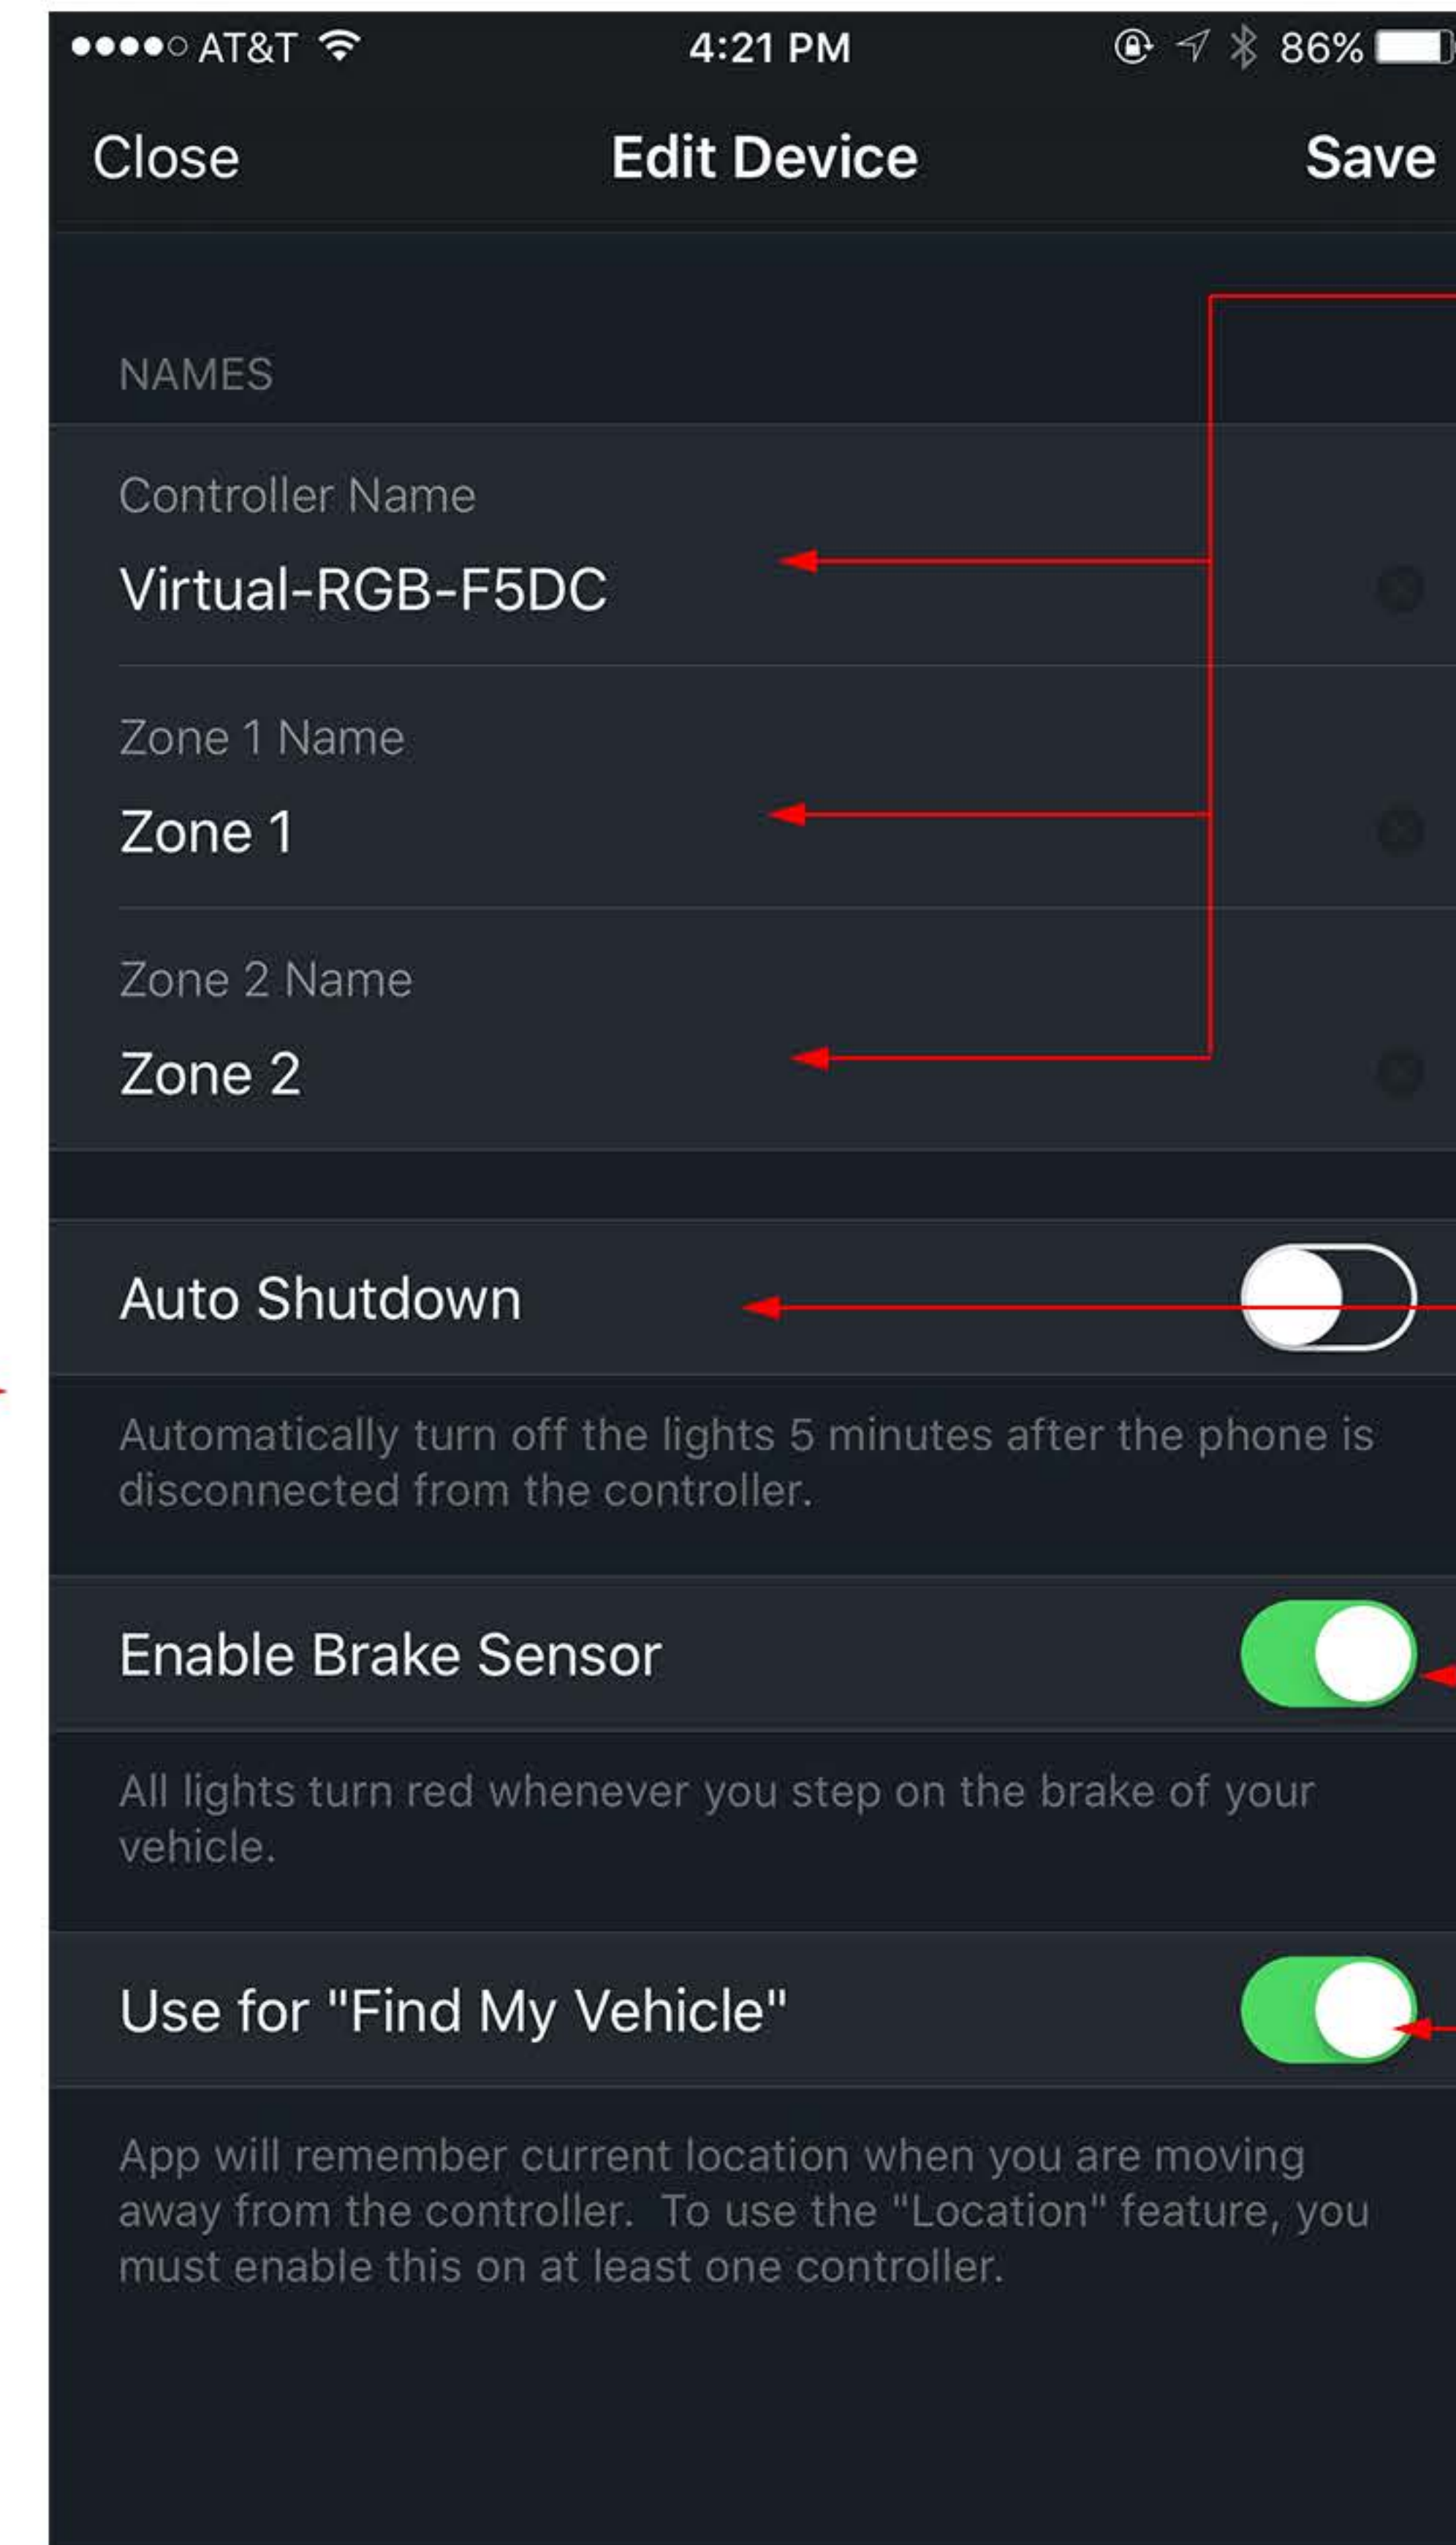 AT&T 4:21 PM 86%
Close Edit Device Save
NAMES
Controller Name
Virtual-RGB-F5DC
Zone 1 Name
Zone 1
Zone 2 Name
Zone 2
Auto Shutdown
Automatically turn off the lights 5 minutes after the phone is
disconnected from the controller.
Enable Brake Sensor
All lights turn red whenever you step on the brake of your
vehicle.
Use for "Find My Vehicle"
App will remember current location when you are moving
away from the controller.  To use the "Location" feature, you
must enable this on at least one controller.